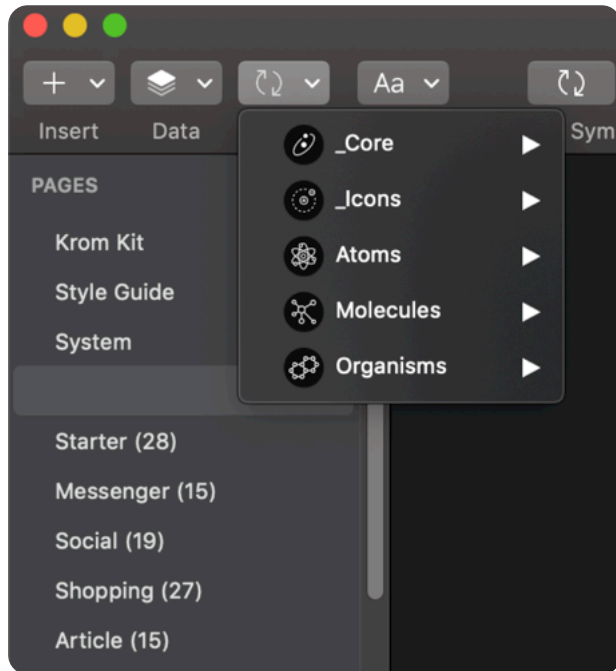 Aa
Insert
Data
Sym
_Core
_Icons
Atoms
Molecules
Organisms
PAGES
Krom Kit
Style Guide
System
Starter (28)
Messenger (15)
Social (19)
Shopping (27)
Article (15)